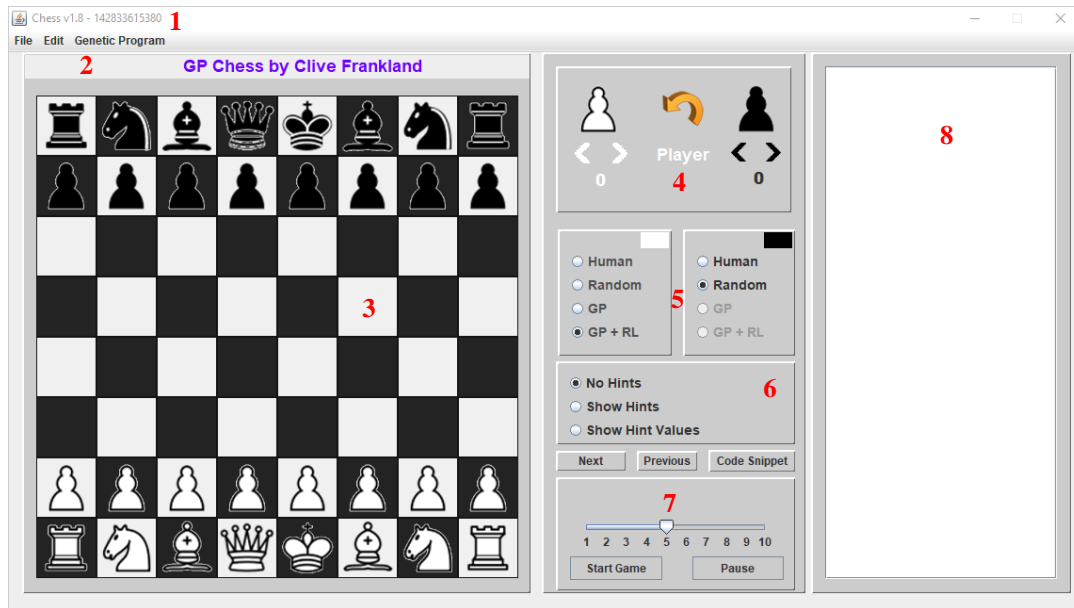 Chess v1.8 - 142833615380 1
File Edit Genetic Program
2 GP Chess by Clive Frankland
3
Player
0 4 0
Human
Random
GP
GP + RL
5
Human
Random
GP
GP + RL
No Hints 6
Show Hints
Show Hint Values
Next Previous Code Snippet
7
1 2 3 4 5 6 7 8 9 10
Start Game Pause
8